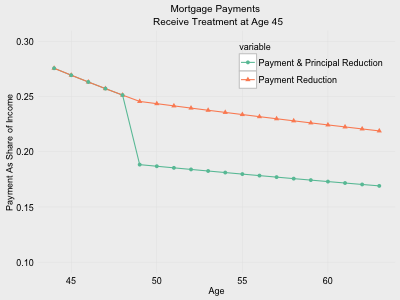 Mortgage Payments
Receive Treatment at Age 45
variable
Payment & Principal Reduction
Payment Reduction
Payment As Share of Income
0.30
0.25
0.20
0.15
0.10
45
50
55
60
Age